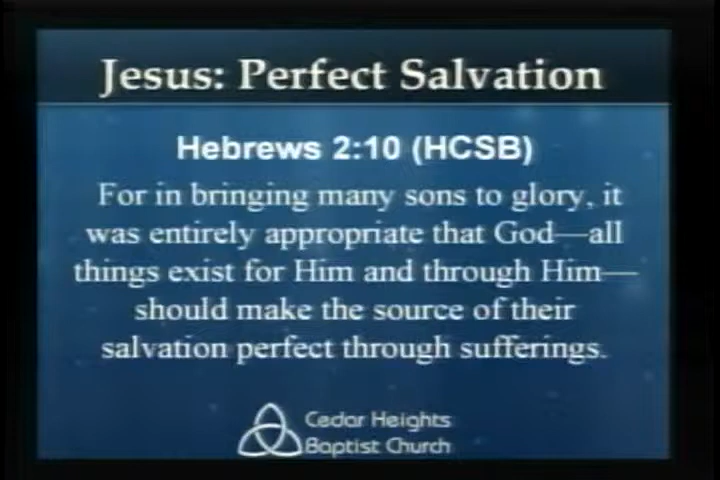 Jesus: Perfect Salvation
Hebrews 2:10 (HCSB)
For in bringing many sons to glory, it
was entirely appropriate that God—all
things exist for Him and through Him—
should make the source of their
salvation perfect through sufferings.
Cedar Heights
Baptist Church